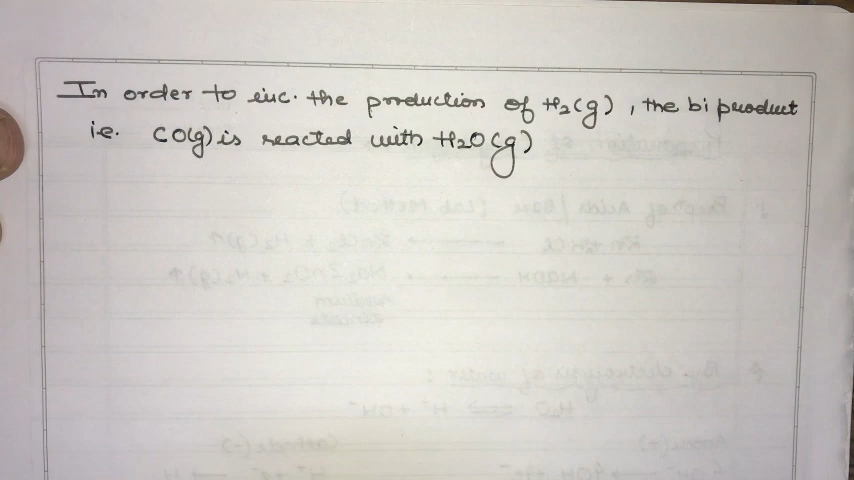 In order to inc. the production of H₂(g), the bi product
i.e. CO(g) is reacted with H₂O(g)